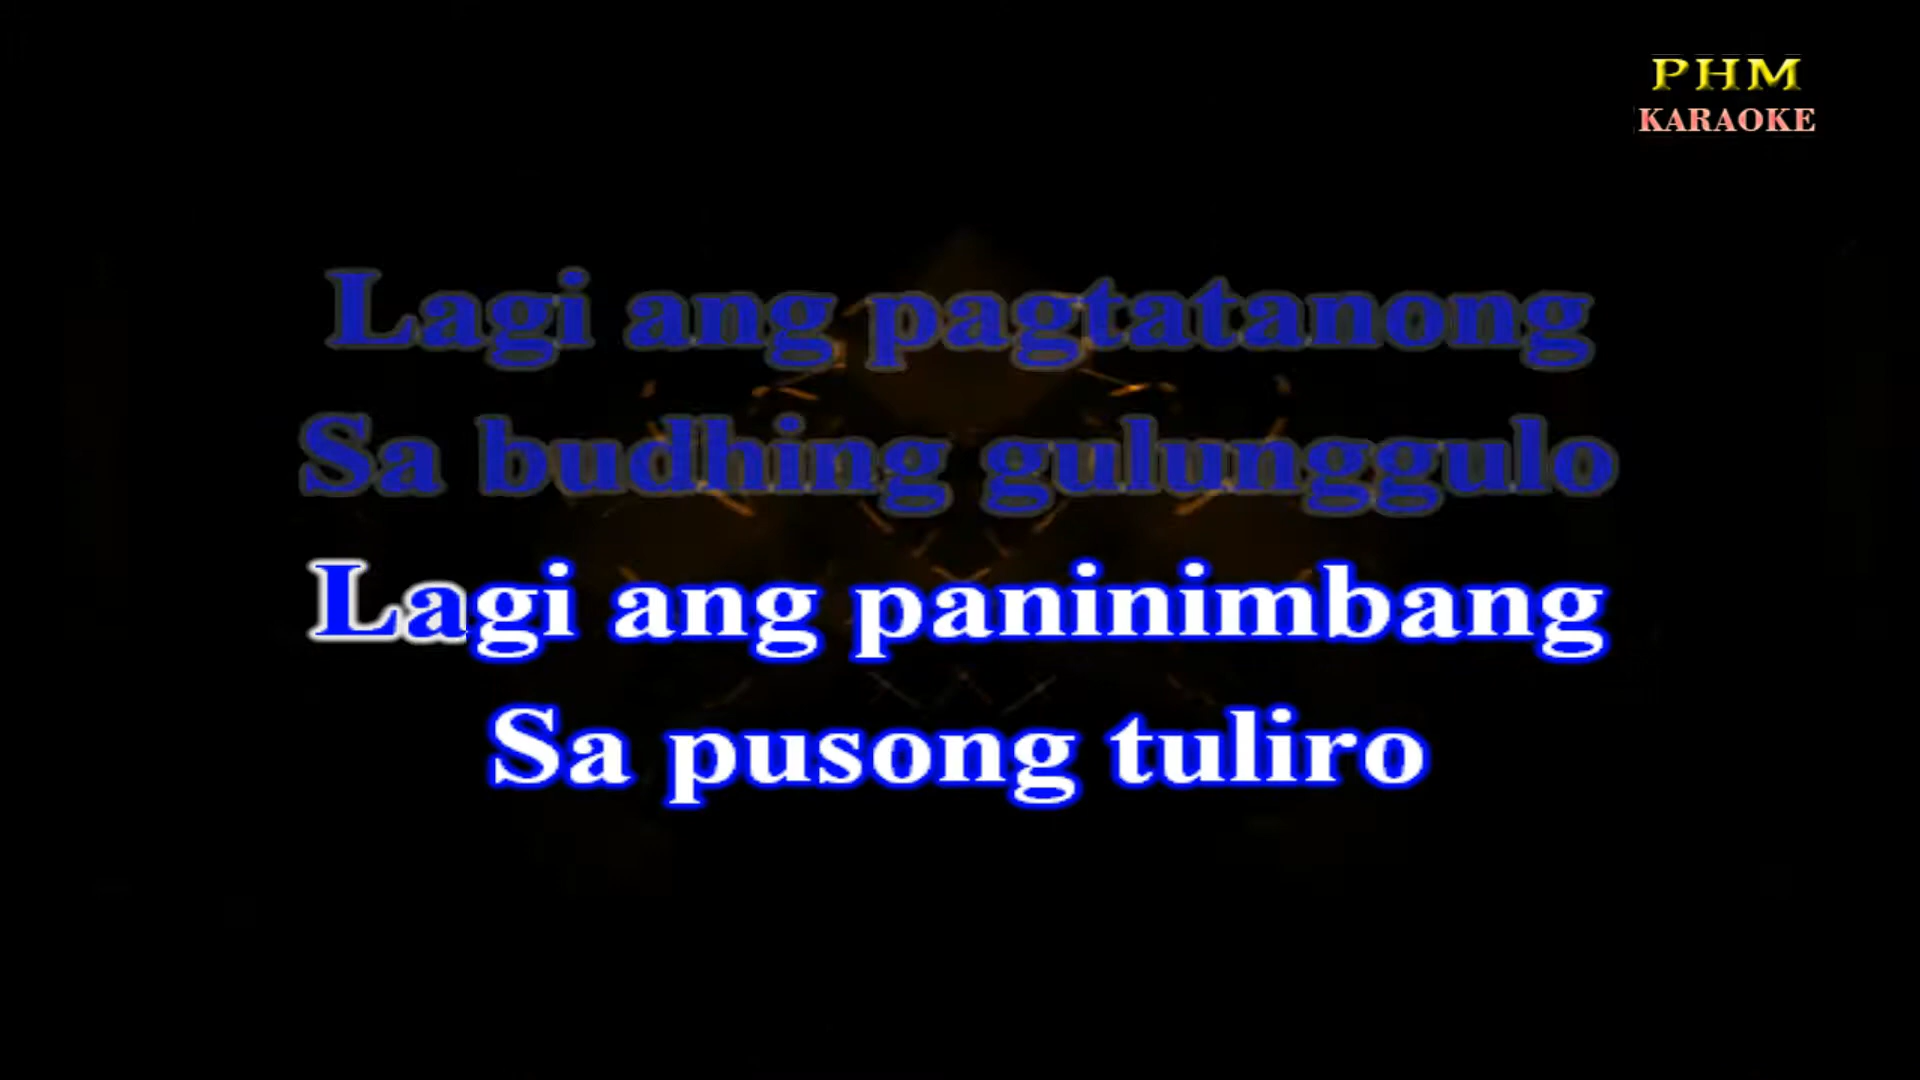 PHM
KARAOKE
Lagi ang pagtatanong
Sa budhing gulunggulo
Lagi ang paninimbang
Sa pusong tuliro